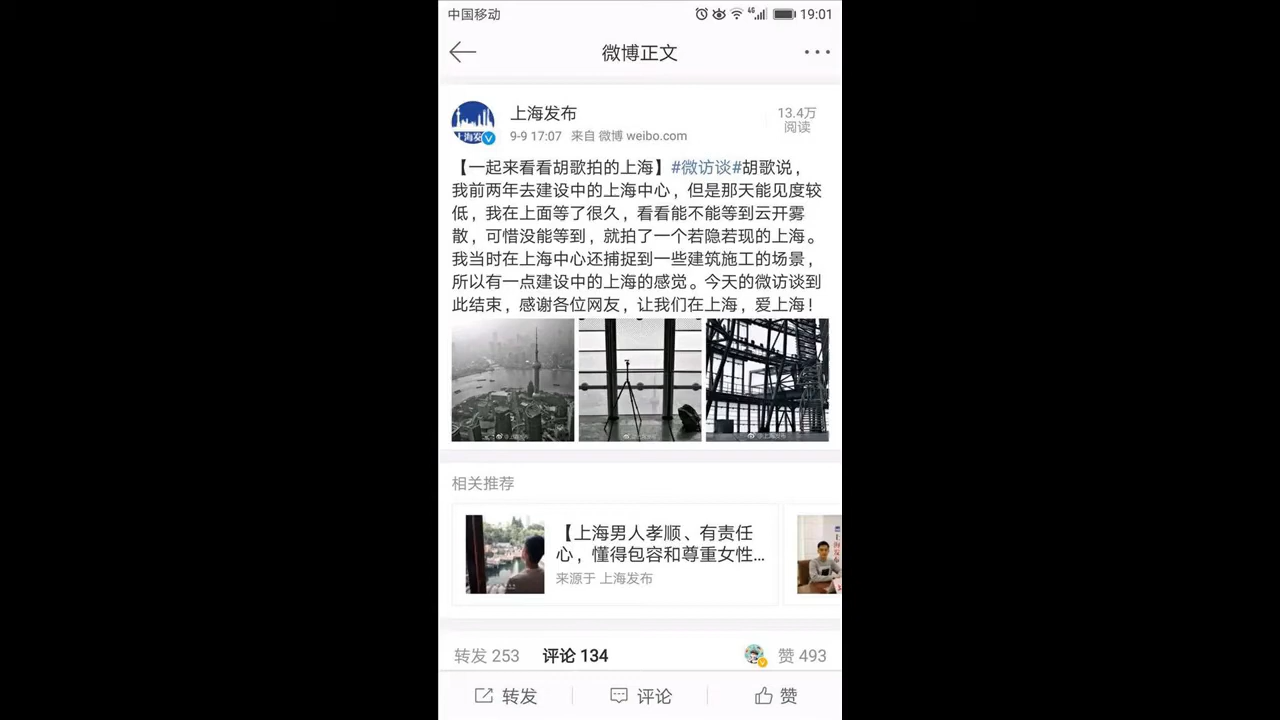 中国移动
4G
19:01
微博正文
上海发布
13.4万
阅读
9-9 17:07 来自 微博 weibo.com
【一起来看看胡歌拍的上海】#微访谈#胡歌说，
我前两年去建设中的上海中心，但是那天能见度较
低，我在上面等了很久，看看能不能等到云开雾
散，可惜没能等到，就拍了一个若隐若现的上海。
我当时在上海中心还捕捉到一些建筑施工的场景，
所以有一点建设中的上海的感觉。今天的微访谈到
此结束，感谢各位网友，让我们在上海，爱上海！
@上海发布
相关推荐
【上海男人孝顺、有责任
心，懂得包容和尊重女性...
来源于 上海发布
上海发布
转发 253
评论 134
赞 493
转发
评论
赞